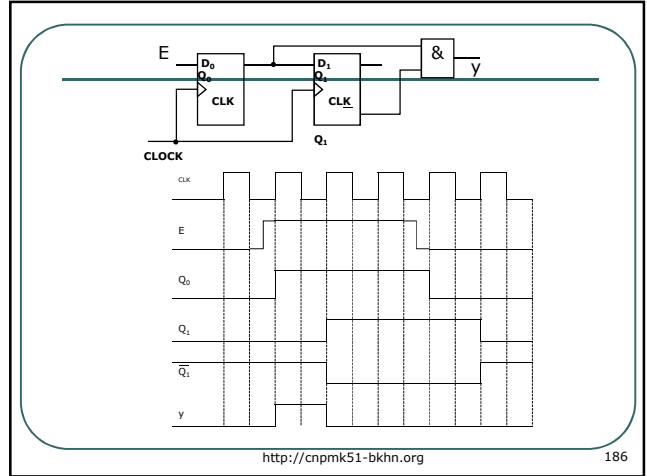 E
D₀
Q₀
CLK
D₁
Q₁
CLK
&
y
Q₁
CLOCK
CLK
E
Q₀
Q₁
Q̅₁
y
http://cnpmk51-bkhn.org
186